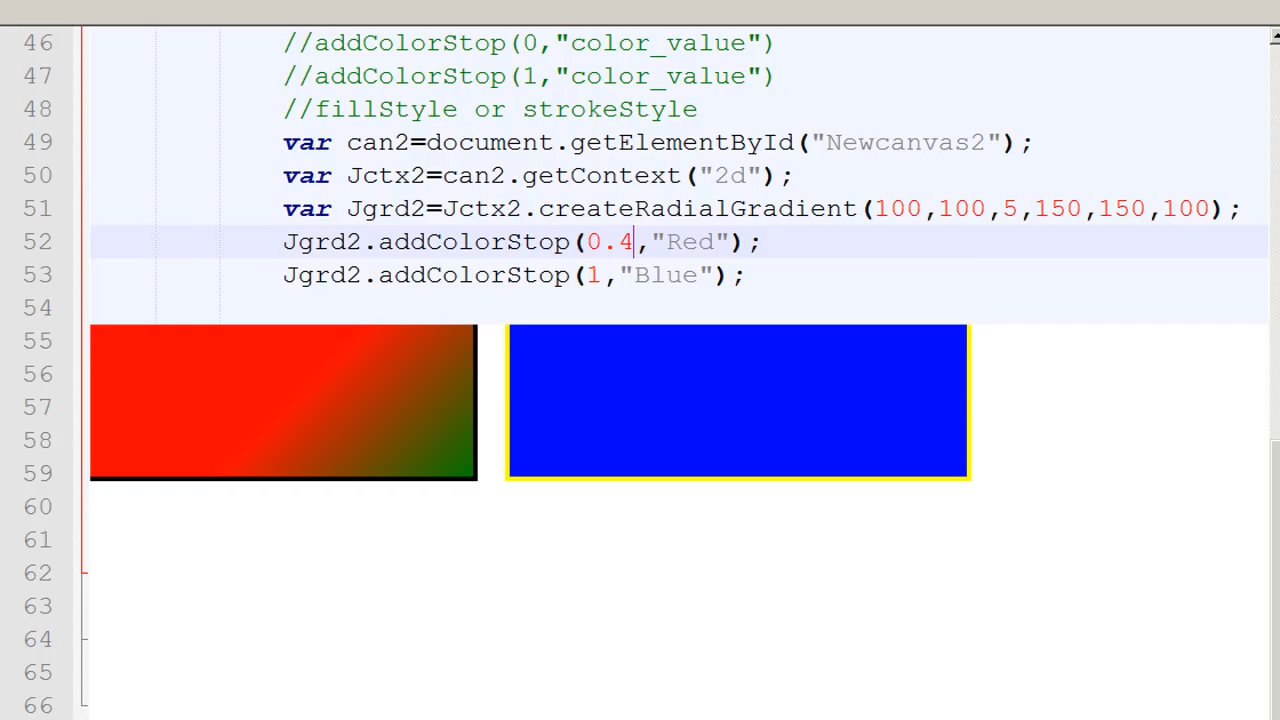 46 //addColorStop(0,"color_value")
47 //addColorStop(1,"color_value")
48 //fillStyle or strokeStyle
49 var can2=document.getElementById("Newcanvas2");
50 var Jctx2=can2.getContext("2d");
51 var Jgrd2=Jctx2.createRadialGradient(100,100,5,150,150,100);
52 Jgrd2.addColorStop(0.4,"Red");
53 Jgrd2.addColorStop(1,"Blue");
54
55
56
57
58
59
60
61
62
63
64
65
66